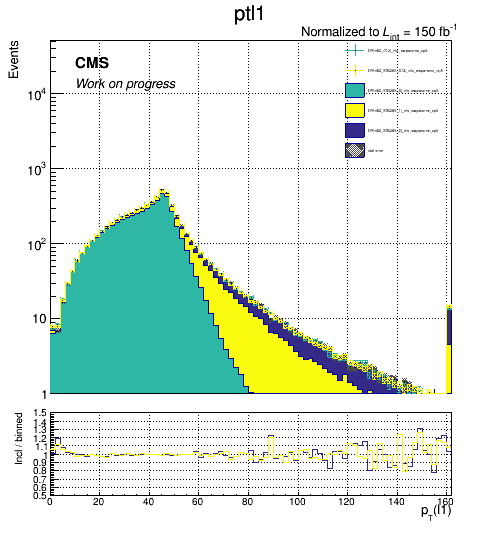 ptl1
Normalized to L_int = 150 fb^-1
Events
CMS
Work on progress
stat error
10^4
10^3
10^2
10
1
Incl / binned
1.5
1.4
1.3
1.2
1.1
1
0.9
0.8
0.7
0.6
0.5
0 20 40 60 80 100 120 140 160
p_T(l1)